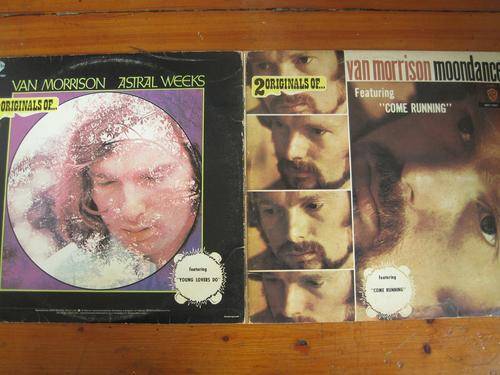 VAN MORRISON ASTRAL WEEKS
ORIGINALS OF...
featuring
"YOUNG LOVERS DO"
2 ORIGINALS OF...
van morrison moondance
Featuring
"COME RUNNING"
featuring
"COME RUNNING"